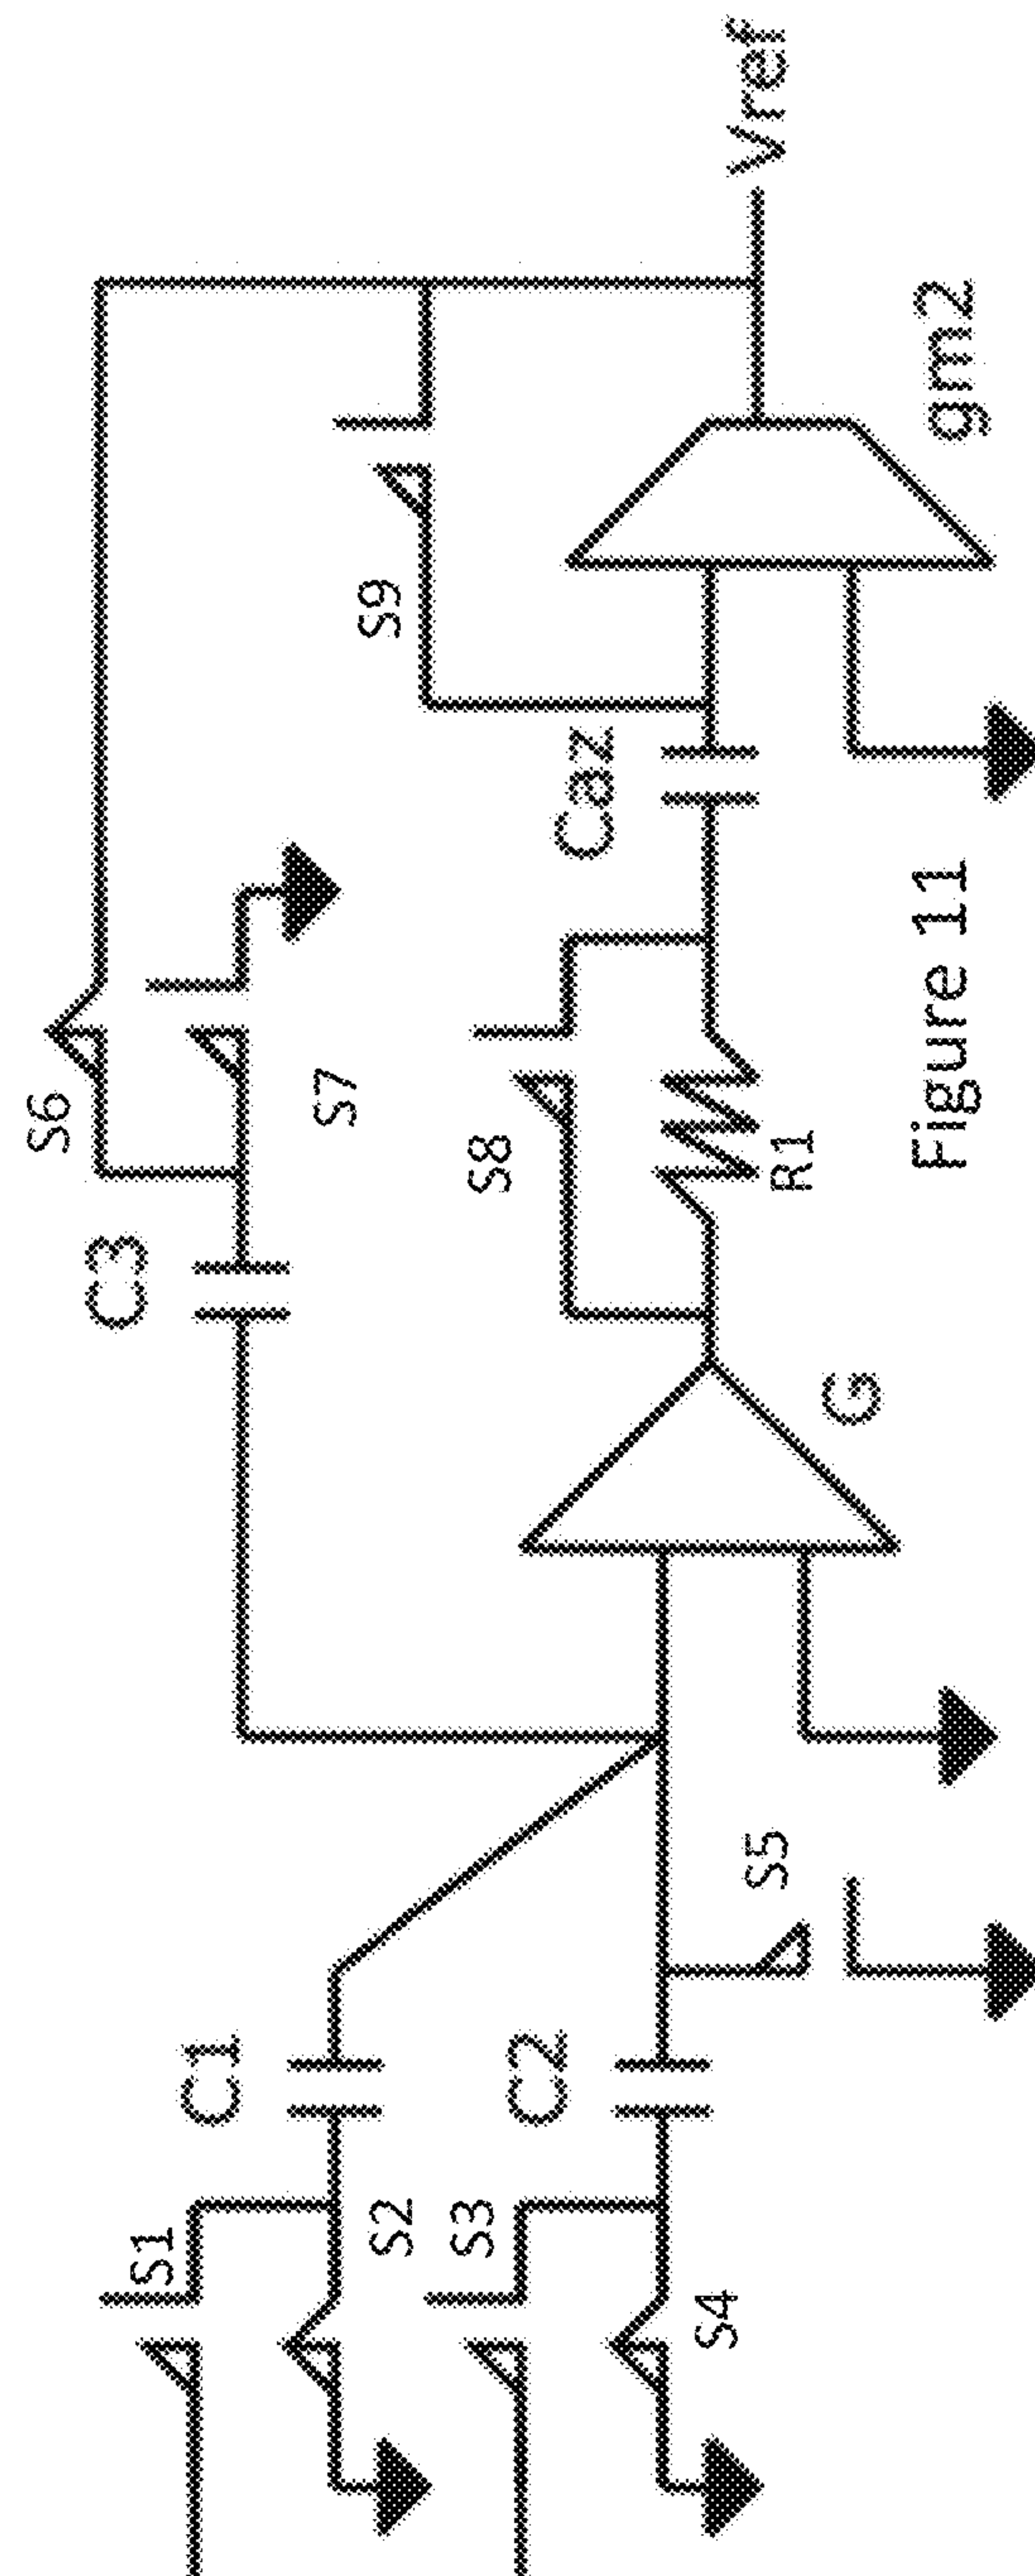 S6
C3
S7
S9
Vref
S1
C1
S8
Caz
S2
S3
C2
R1
gm2
S4
S5
G
Figure 11